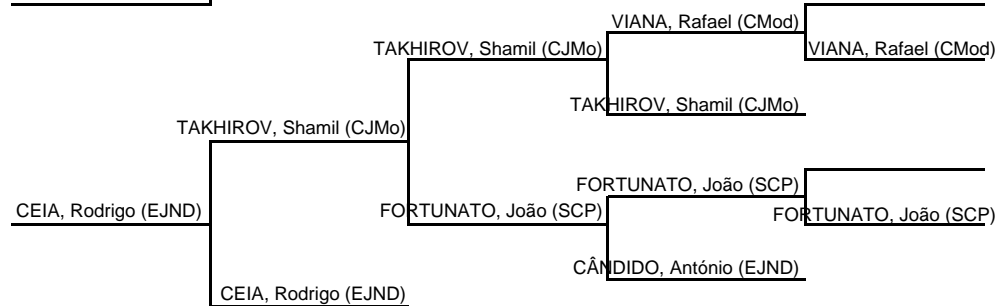 VIANA, Rafael (CMod)
TAKHIROV, Shamil (CJMo)
VIANA, Rafael (CMod)
TAKHIROV, Shamil (CJMo)
TAKHIROV, Shamil (CJMo)
FORTUNATO, João (SCP)
CEIA, Rodrigo (EJND)
FORTUNATO, João (SCP)
FORTUNATO, João (SCP)
CÂNDIDO, António (EJND)
CEIA, Rodrigo (EJND)